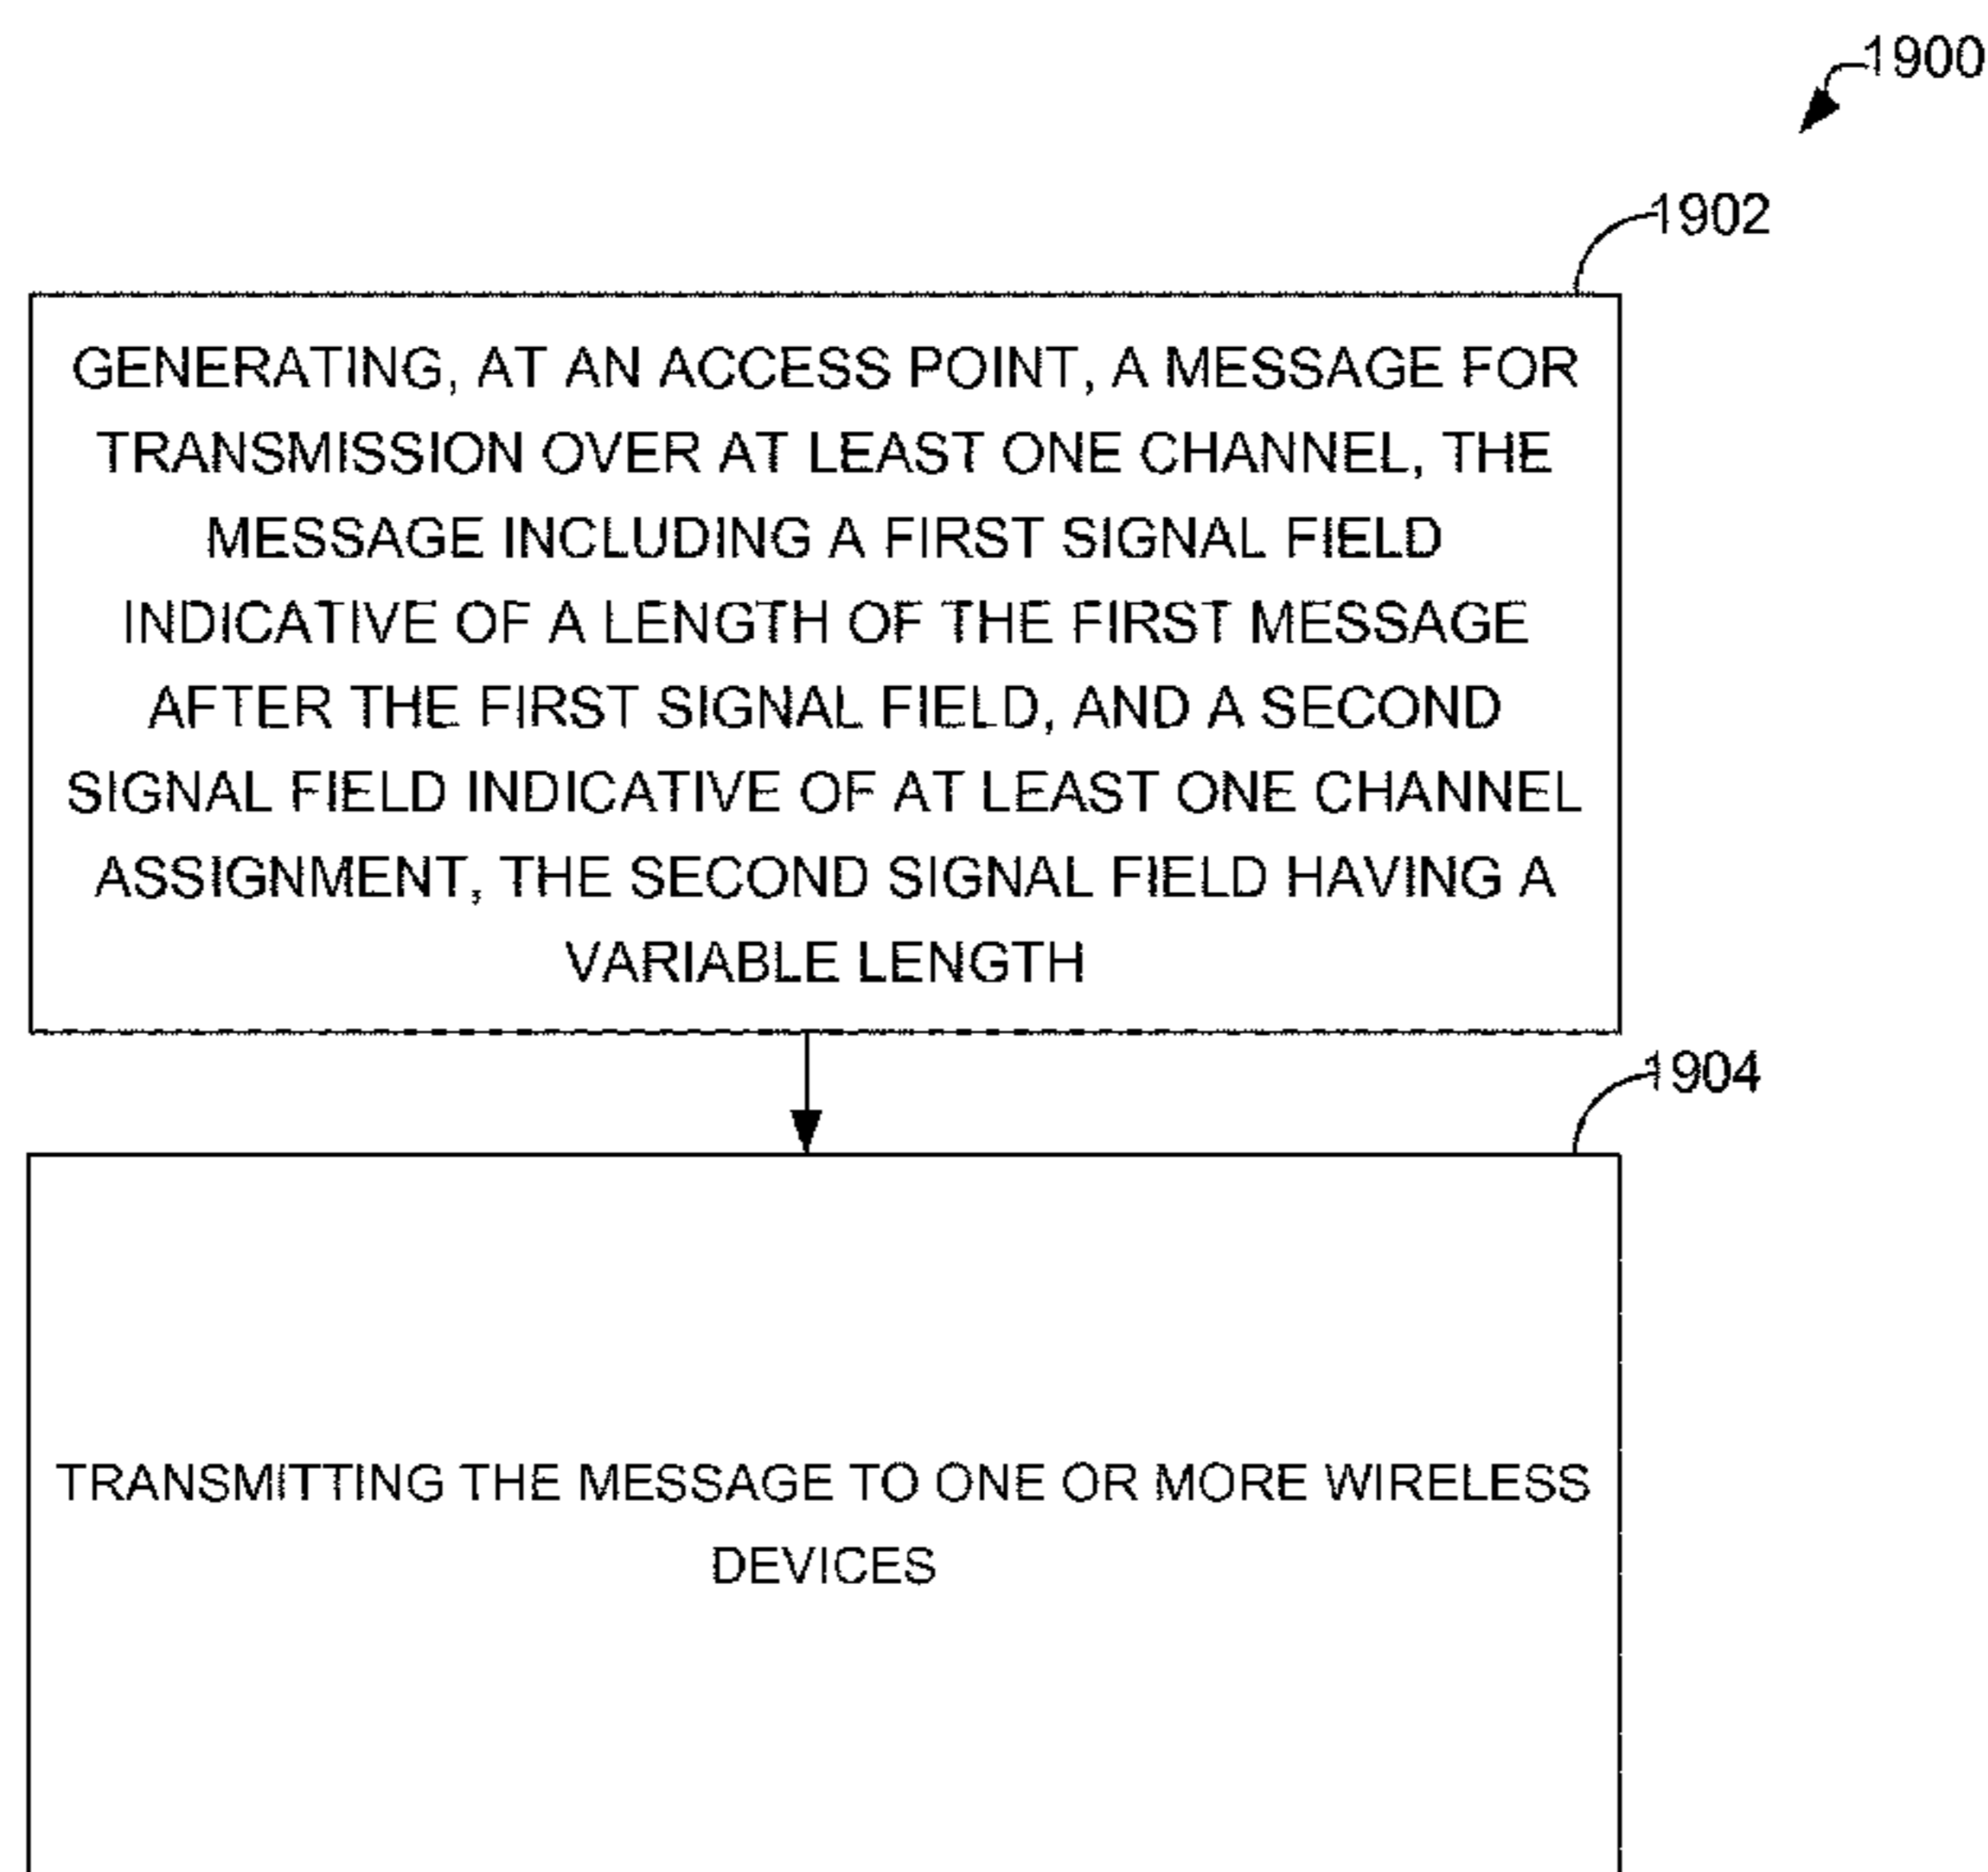 1900
1902
GENERATING, AT AN ACCESS POINT, A MESSAGE FOR
TRANSMISSION OVER AT LEAST ONE CHANNEL, THE
MESSAGE INCLUDING A FIRST SIGNAL FIELD
INDICATIVE OF A LENGTH OF THE FIRST MESSAGE
AFTER THE FIRST SIGNAL FIELD, AND A SECOND
SIGNAL FIELD INDICATIVE OF AT LEAST ONE CHANNEL
ASSIGNMENT, THE SECOND SIGNAL FIELD HAVING A
VARIABLE LENGTH
1904
TRANSMITTING THE MESSAGE TO ONE OR MORE WIRELESS
DEVICES